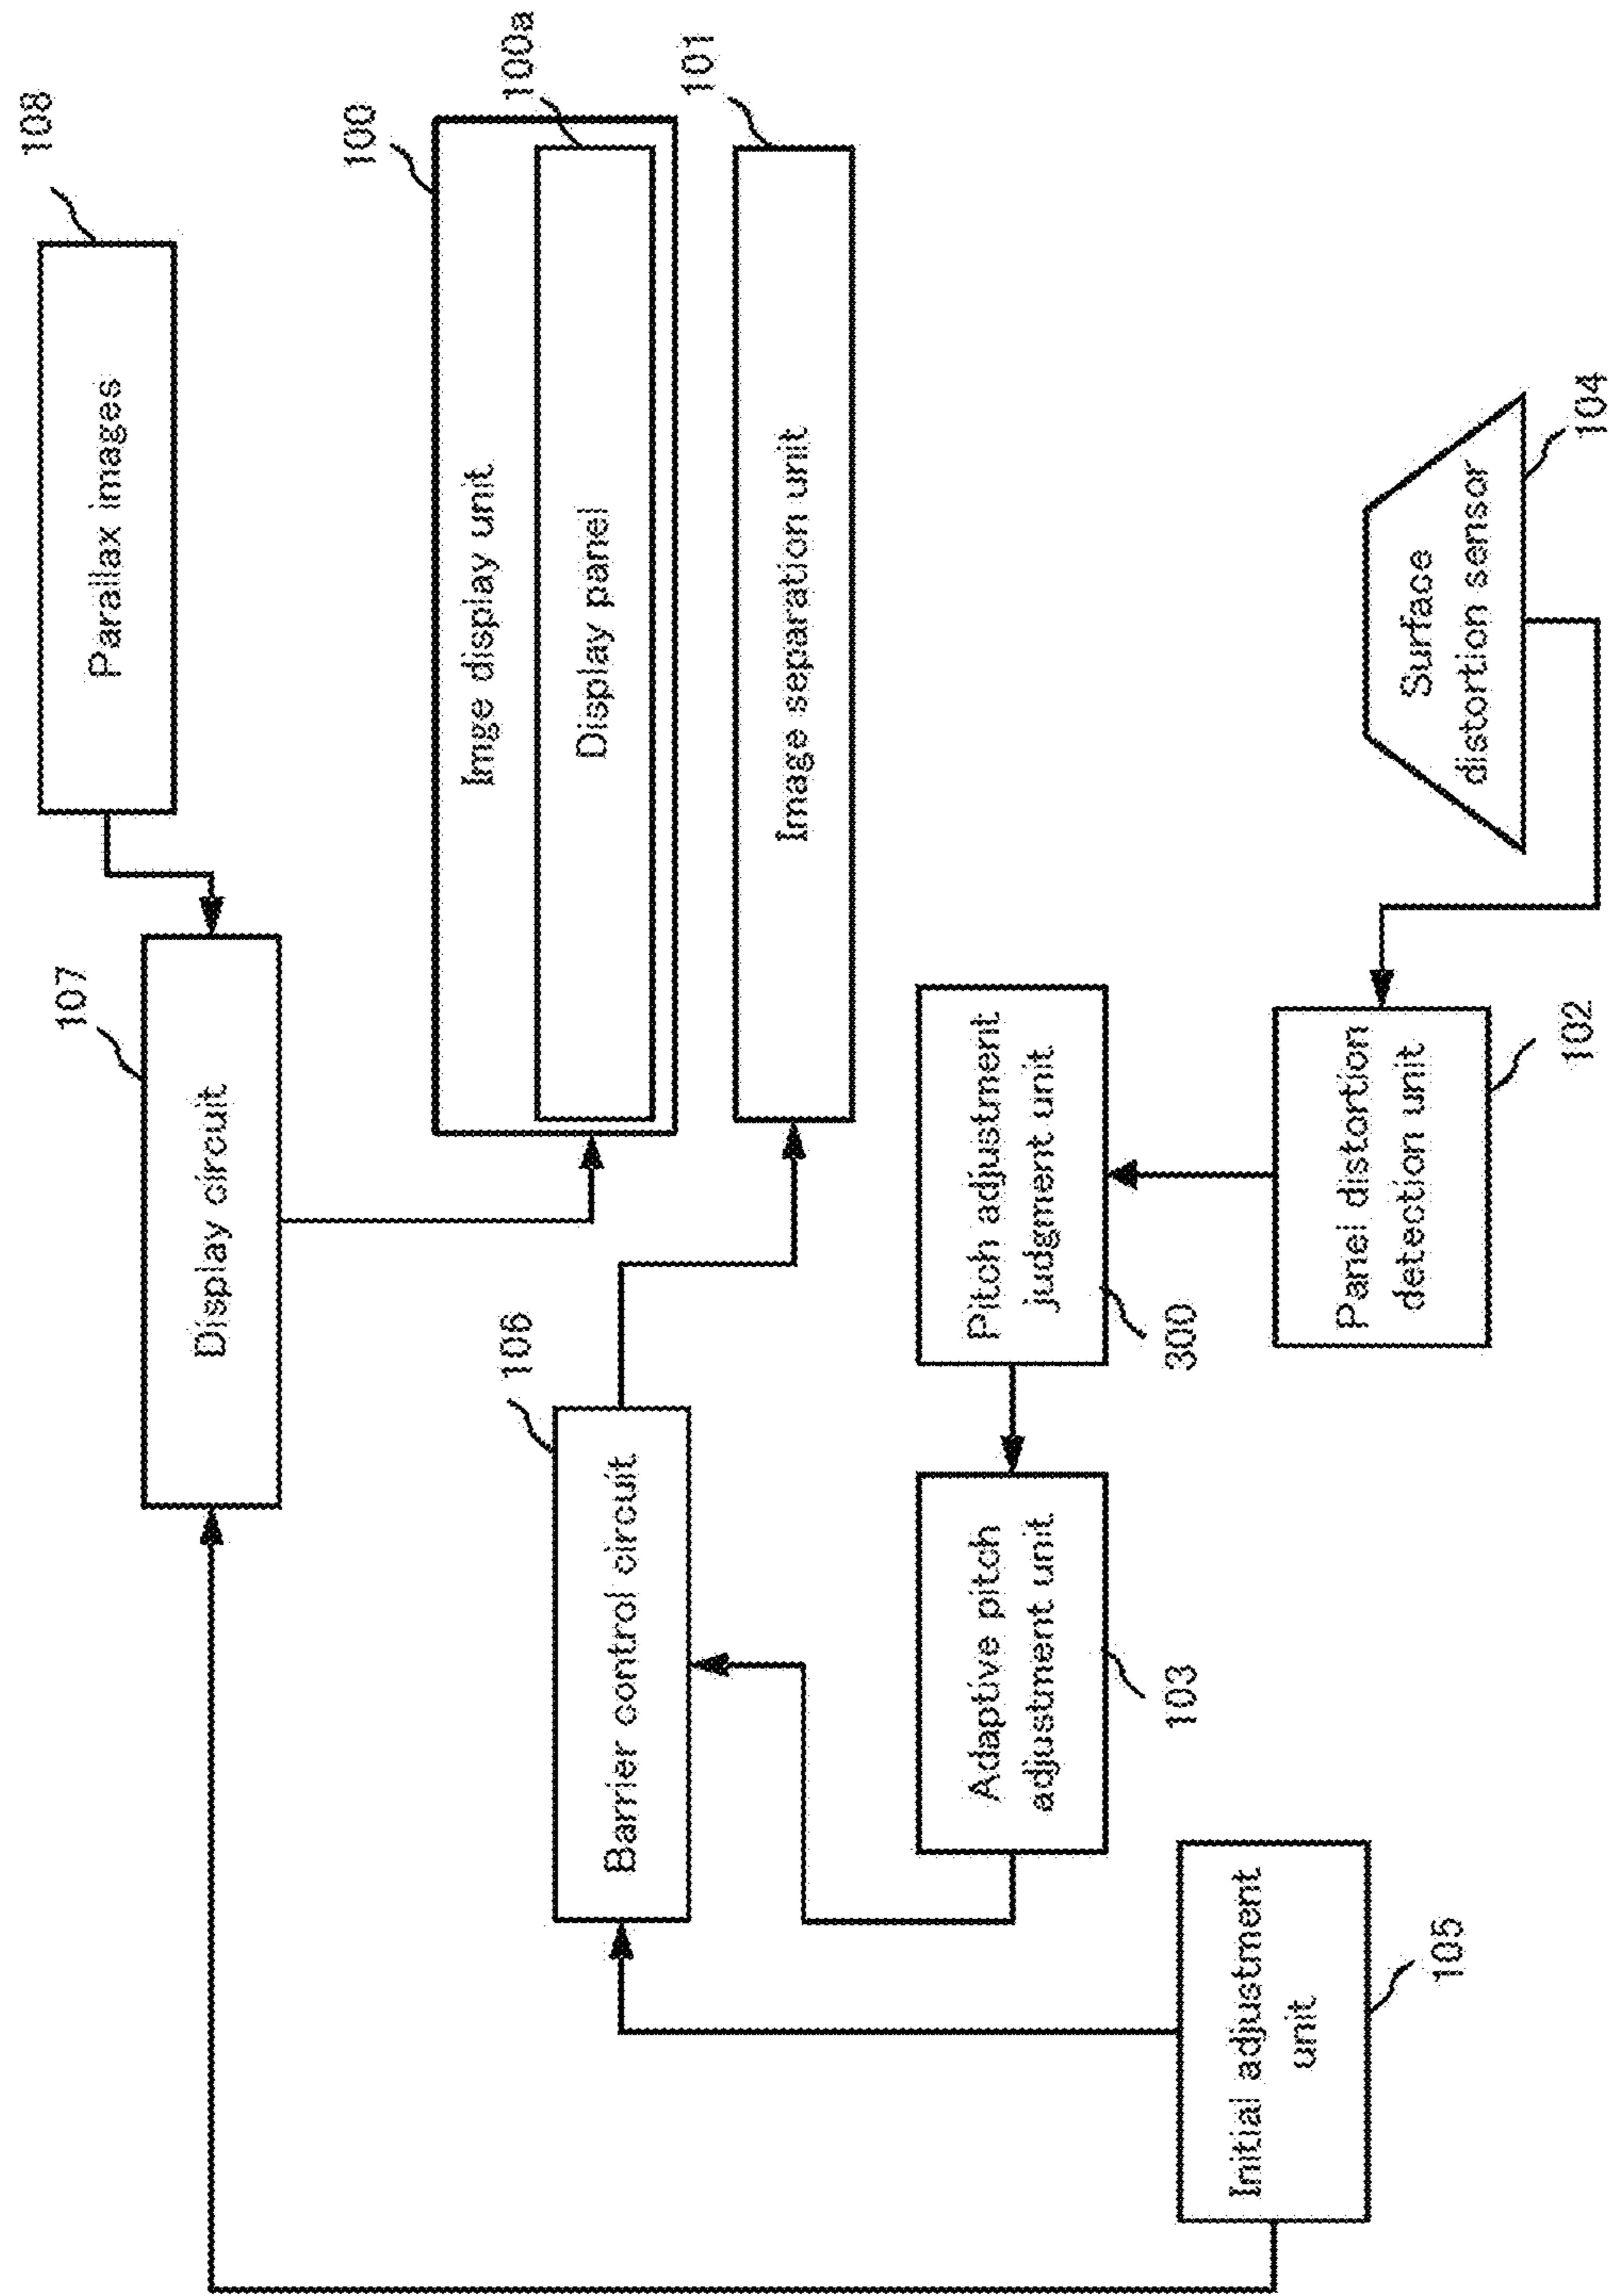 108
Parallax images
107
Display circuit
100
Imge display unit
100a
Display panel
101
Image separation unit
106
Barrier control circuit
Pitch adjustment
judgment unit
300
Adaptive pitch
adjustment unit
103
Surface
distortion sensor
104
Panel distortion
detection unit
102
Initial adjustment
unit
105